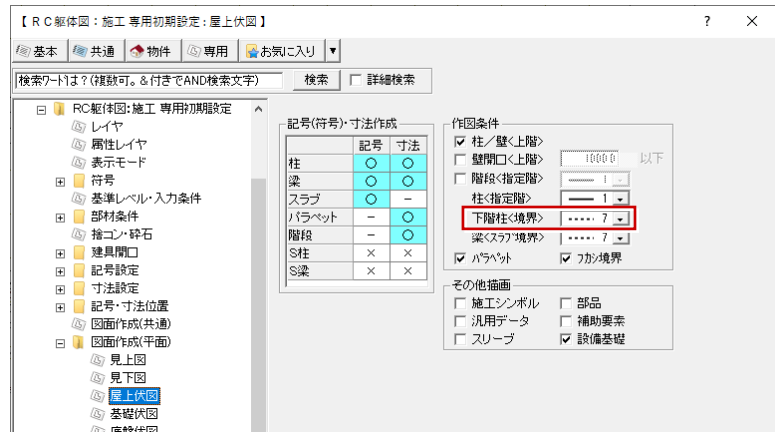 【 ＲＣ躯体図：施工 専用初期設定：屋上伏図 】 ? ×
基本 共通 物件 専用 お気に入り ▼
検索ワードは？(複数可。＆付きでAND検索文字) 検索 詳細検索
RC躯体図:施工 専用初期設定
レイヤ
属性レイヤ
表示モード
符号
基準レベル・入力条件
部材条件
捨コン・砕石
建具開口
記号設定
寸法設定
記号・寸法位置
図面作成(共通)
図面作成(平面)
見上図
見下図
屋上伏図
基礎伏図
底盤伏図
記号(符号)・寸法作成
記号 寸法
柱 ○ ○
梁 ○ ○
スラブ ○ −
パラペット − ○
階段 − ○
S柱 × ×
S梁 × ×
作図条件
柱／壁<上階>
壁開口<上階> 1000.0 以下
階段<指定階> 1
柱<指定階> 1
下階柱<境界> 7
梁<スラブ境界> 7
パラペット フカシ境界
その他描画
施工シンボル 部品
汎用データ 補助要素
スリーブ 設備基礎